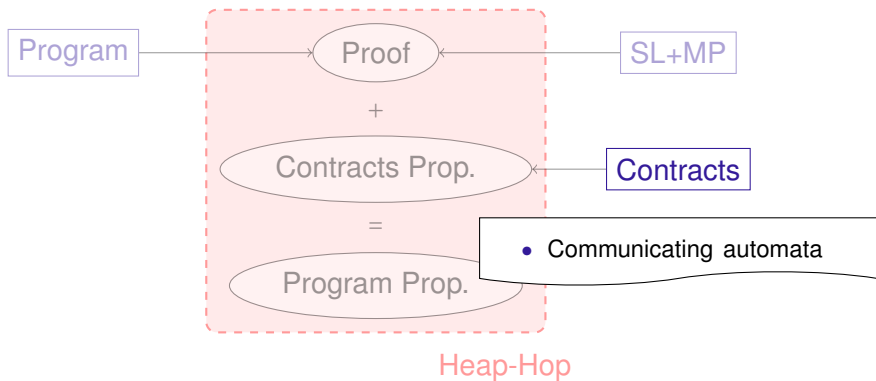 Program
Proof
SL+MP
+
Contracts Prop.
Contracts
=
• Communicating automata
Program Prop.
Heap-Hop